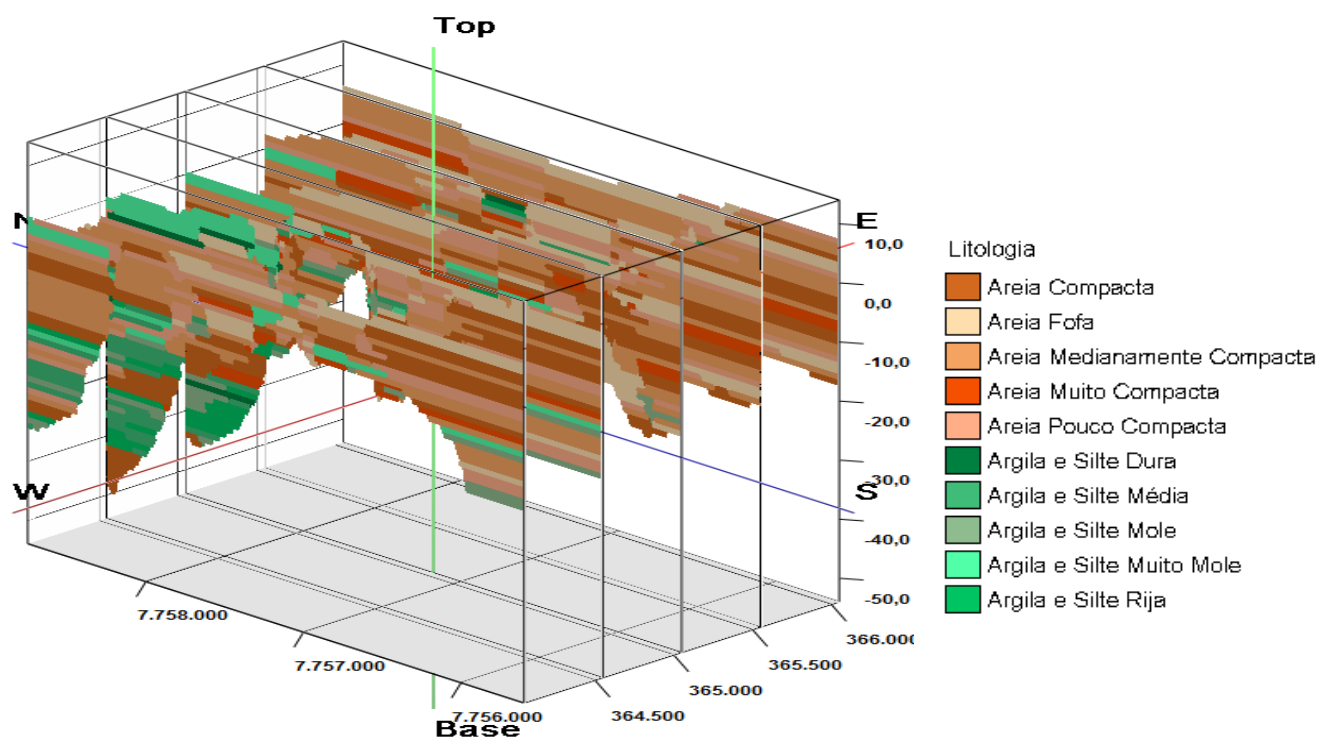 Top
N
E
10,0
Litologia
Areia Compacta
0,0
Areia Fofa
-10,0
Areia Medianamente Compacta
Areia Muito Compacta
-20,0
Areia Pouco Compacta
-30,0
Argila e Silte Dura
W
S
Argila e Silte Média
-40,0
Argila e Silte Mole
Argila e Silte Muito Mole
-50,0
Argila e Silte Rija
7.758.000
366.000
7.757.000
365.500
365.000
7.756.000
364.500
Base